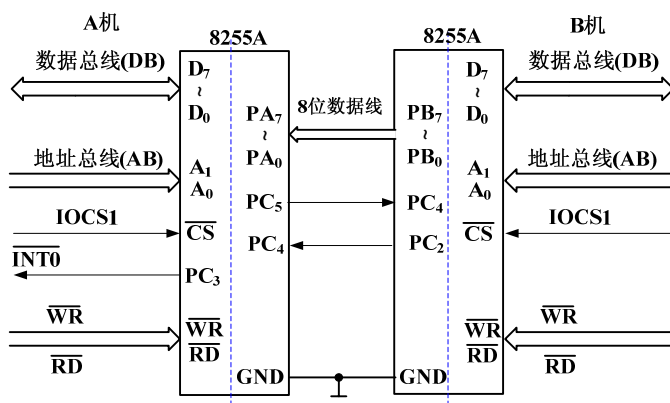 A机
B机
8255A
8255A
数据总线(DB)
D7
~
D0
地址总线(AB)
A1
A0
IOCS1
CS
INT0
PC3
WR
RD
WR
RD
PA7
~
PA0
PC5
PC4
GND
8位数据线
PB7
~
PB0
PC4
PC2
GND
D7
~
D0
A1
A0
CS
WR
RD
数据总线(DB)
地址总线(AB)
IOCS1
WR
RD